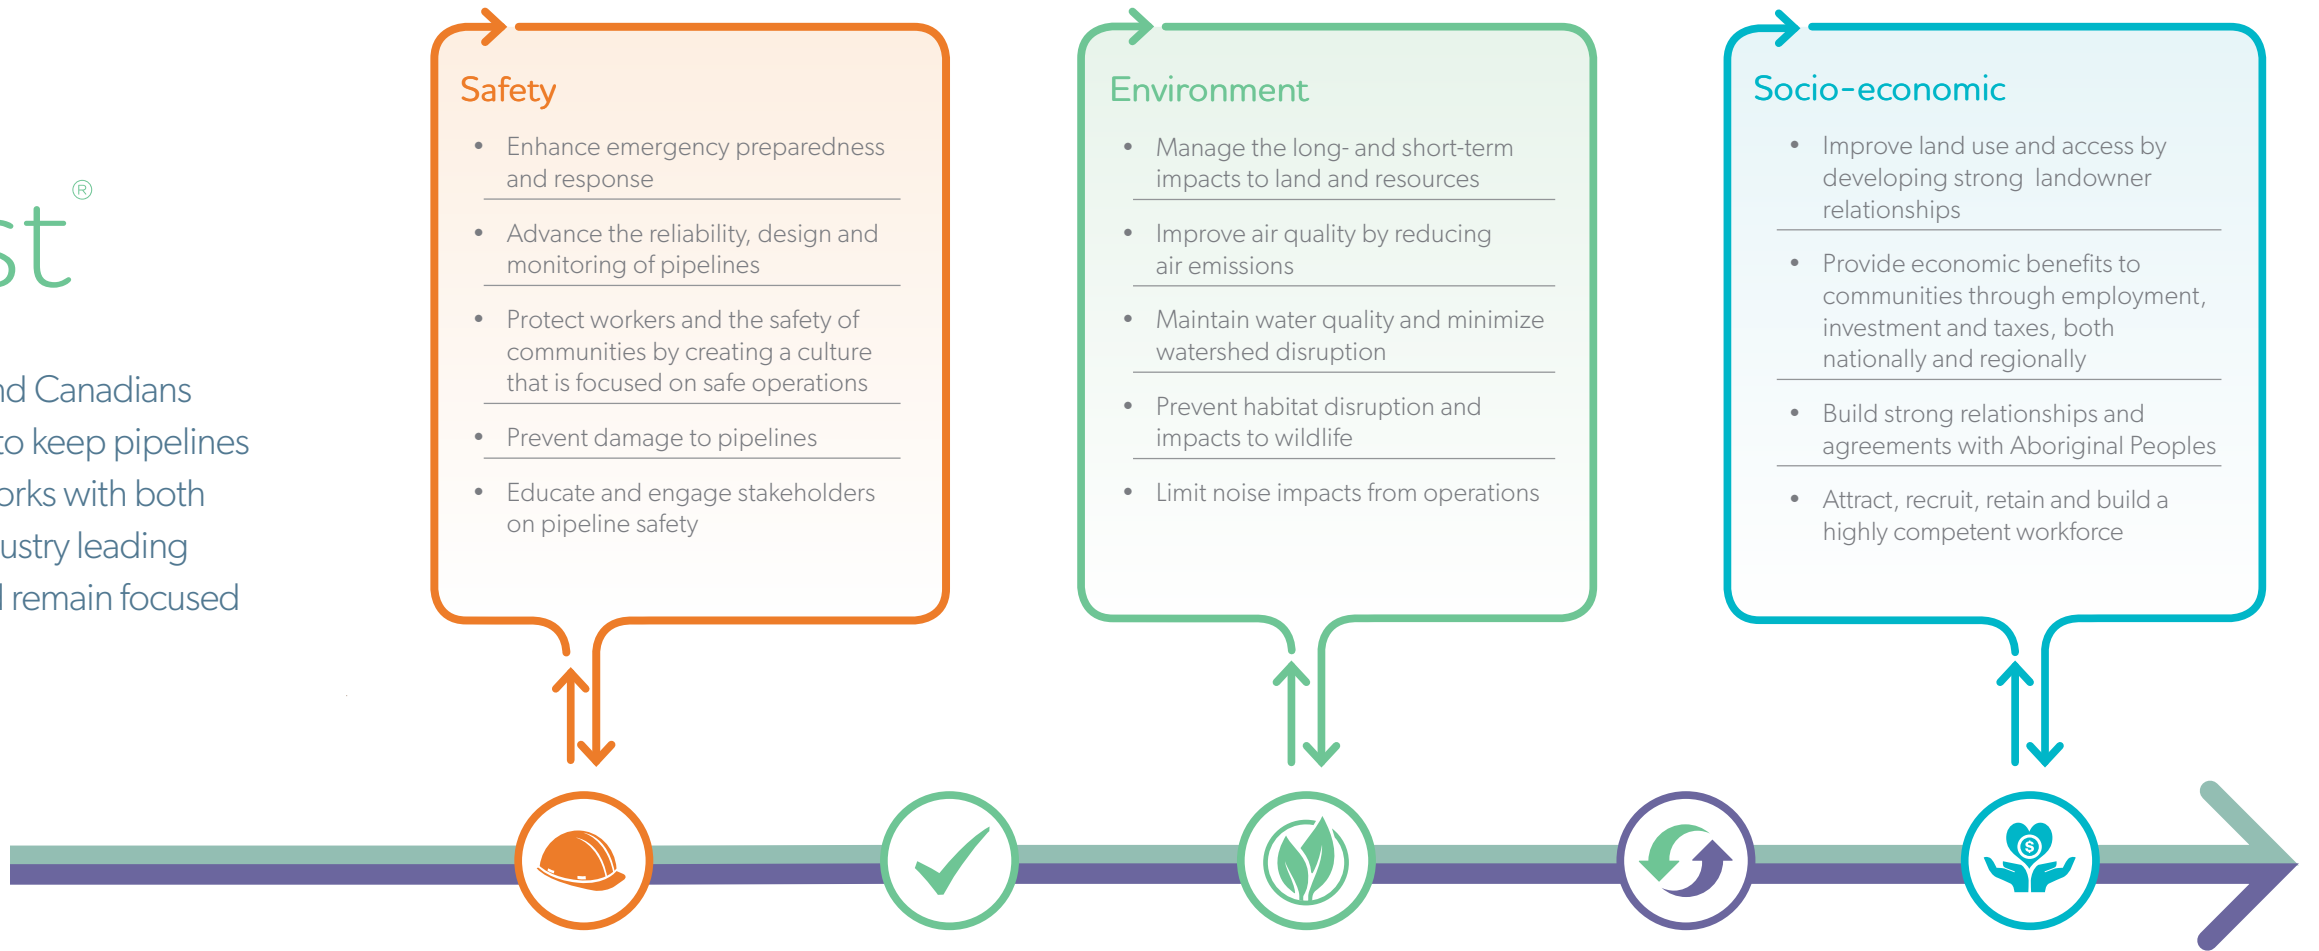 st®
nd Canadians
to keep pipelines
orks with both
ustry leading
l remain focused
Safety
• Enhance emergency preparedness
and response
• Advance the reliability, design and
monitoring of pipelines
• Protect workers and the safety of
communities by creating a culture
that is focused on safe operations
• Prevent damage to pipelines
• Educate and engage stakeholders
on pipeline safety
Environment
• Manage the long- and short-term
impacts to land and resources
• Improve air quality by reducing
air emissions
• Maintain water quality and minimize
watershed disruption
• Prevent habitat disruption and
impacts to wildlife
• Limit noise impacts from operations
Socio-economic
• Improve land use and access by
developing strong landowner
relationships
• Provide economic benefits to
communities through employment,
investment and taxes, both
nationally and regionally
• Build strong relationships and
agreements with Aboriginal Peoples
• Attract, recruit, retain and build a
highly competent workforce
$